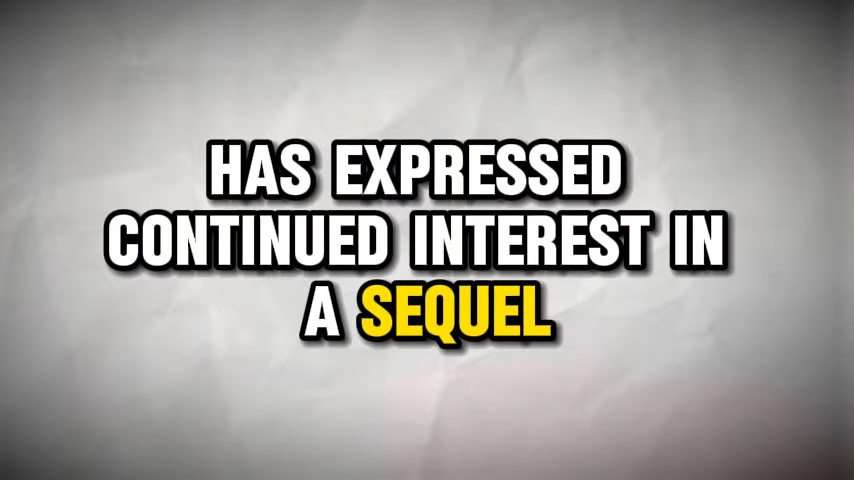 HAS EXPRESSED
CONTINUED INTEREST IN
A SEQUEL